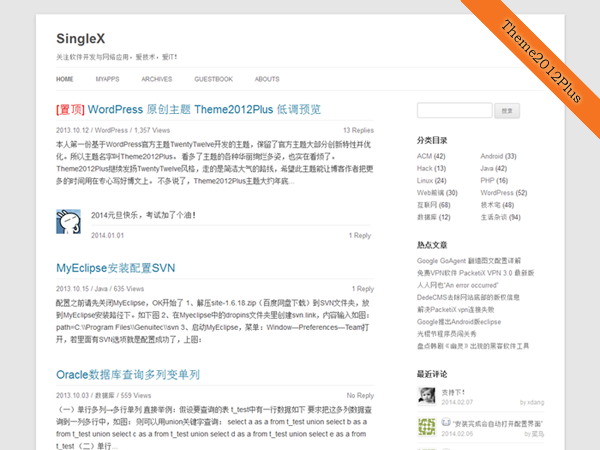 SingleX
关注软件开发与网络应用，爱技术，爱IT！
Theme2012Plus
HOME MYAPPS ARCHIVES GUESTBOOK ABOUTS
[置顶] WordPress 原创主题 Theme2012Plus 低调预览
2013.10.12 / WordPress / 1,357 Views 13 Replies
本人第一份基于WordPress官方主题TwentyTwelve开发的主题，保留了官方主题大部分创新特性并优
化。所以主题名字叫Theme2012Plus。看多了主题的百种华丽绚烂多姿，也实在看烦了。
Theme2012Plus继续发扬TwentyTwelve风格，走的是简洁大气的路线，希望此主题能让博客作者把更
多的时间用在专心写好博文上。 不多说了，Theme2012Plus主题大约年底...
2014元旦快乐，考试加了个油！
2014.01.01 1 Reply
MyEclipse安装配置SVN
2013.10.15 / Java / 635 Views 1 Reply
配置之前请先关闭MyEclipse，OK开始了 1、解压site-1.6.18.zip（百度网盘下载）到SVN文件夹，放
到MyEclipse安装路径下。如下图 2、在Myeclipse中的dropins文件夹里创建svn.link，内容输如图：
path=C:\\Program Files\\Genuitec\\svn 3、启动MyEclipse，菜单：Window—Preferences—Team打
开，若里面有SVN选项就是配置成功了，上图：
Oracle数据库查询多列变单列
2013.10.03 / 数据库 / 559 Views No Reply
（一）单行多列→多行单列 直接举例：假设要查询的表 t_test中有一行数据如下 要求把这多列数据查
询到一列多行中，如图： 则可以用union关键字查询： select a as a from t_test union select b as a
from t_test union select c as a from t_test union select d as a from t_test union select e as a from
t_test （二）单行...
搜索
分类目录
ACM (42) Android (33)
Hack (13) Java (42)
Linux (24) PHP (16)
Web前端 (30) WordPress (52)
互联网 (68) 技术宅 (48)
数据库 (12) 生活杂谈 (94)
热点文章
Google GoAgent 翻墙图文配置详解
免费VPN软件 PacketiX VPN 3.0 最新版
人人网也“An error occurred”
DedeCMS去除网站底部的版权信息
解决PacketiX vpn连接失败
Google推出Android版eclipse
光棍节程序员闯关秀
盘点韩剧《幽灵》出现的黑客软件工具
最近评论
支持下！
2014.02.07 by xdang
“安装完成会自动打开配置界面”
2014.02.06 by 菜鸟